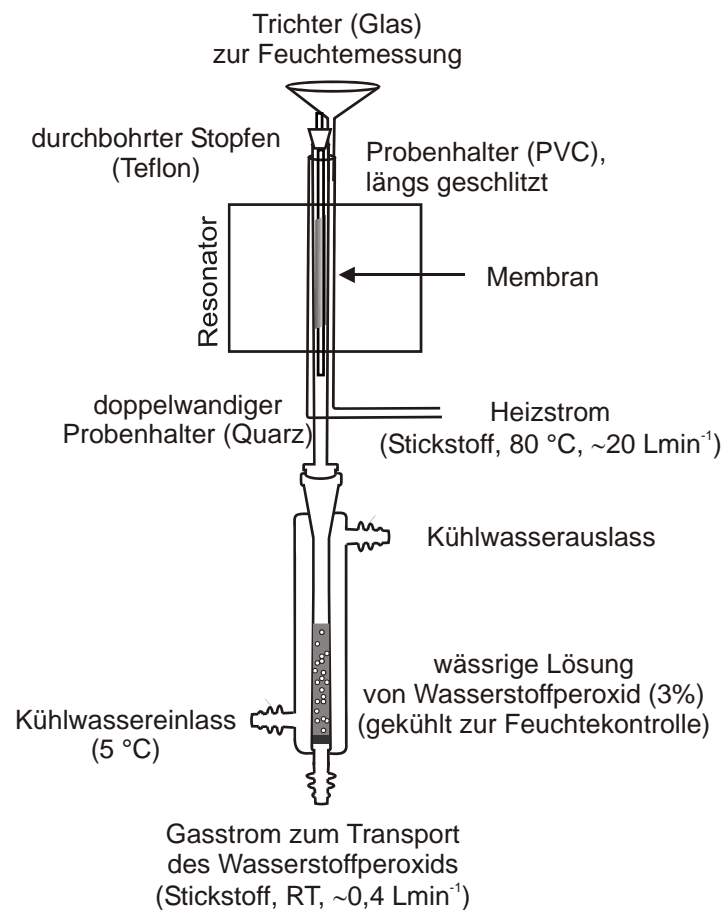 Trichter (Glas)
zur Feuchtemessung
durchbohrter Stopfen
(Teflon)
Probenhalter (PVC),
längs geschlitzt
Resonator
Membran
doppelwandiger
Probenhalter (Quarz)
Heizstrom
(Stickstoff, 80 °C, ~20 Lmin⁻¹)
Kühlwasserauslass
wässrige Lösung
von Wasserstoffperoxid (3%)
(gekühlt zur Feuchtekontrolle)
Kühlwassereinlass
(5 °C)
Gasstrom zum Transport
des Wasserstoffperoxids
(Stickstoff, RT, ~0,4 Lmin⁻¹)